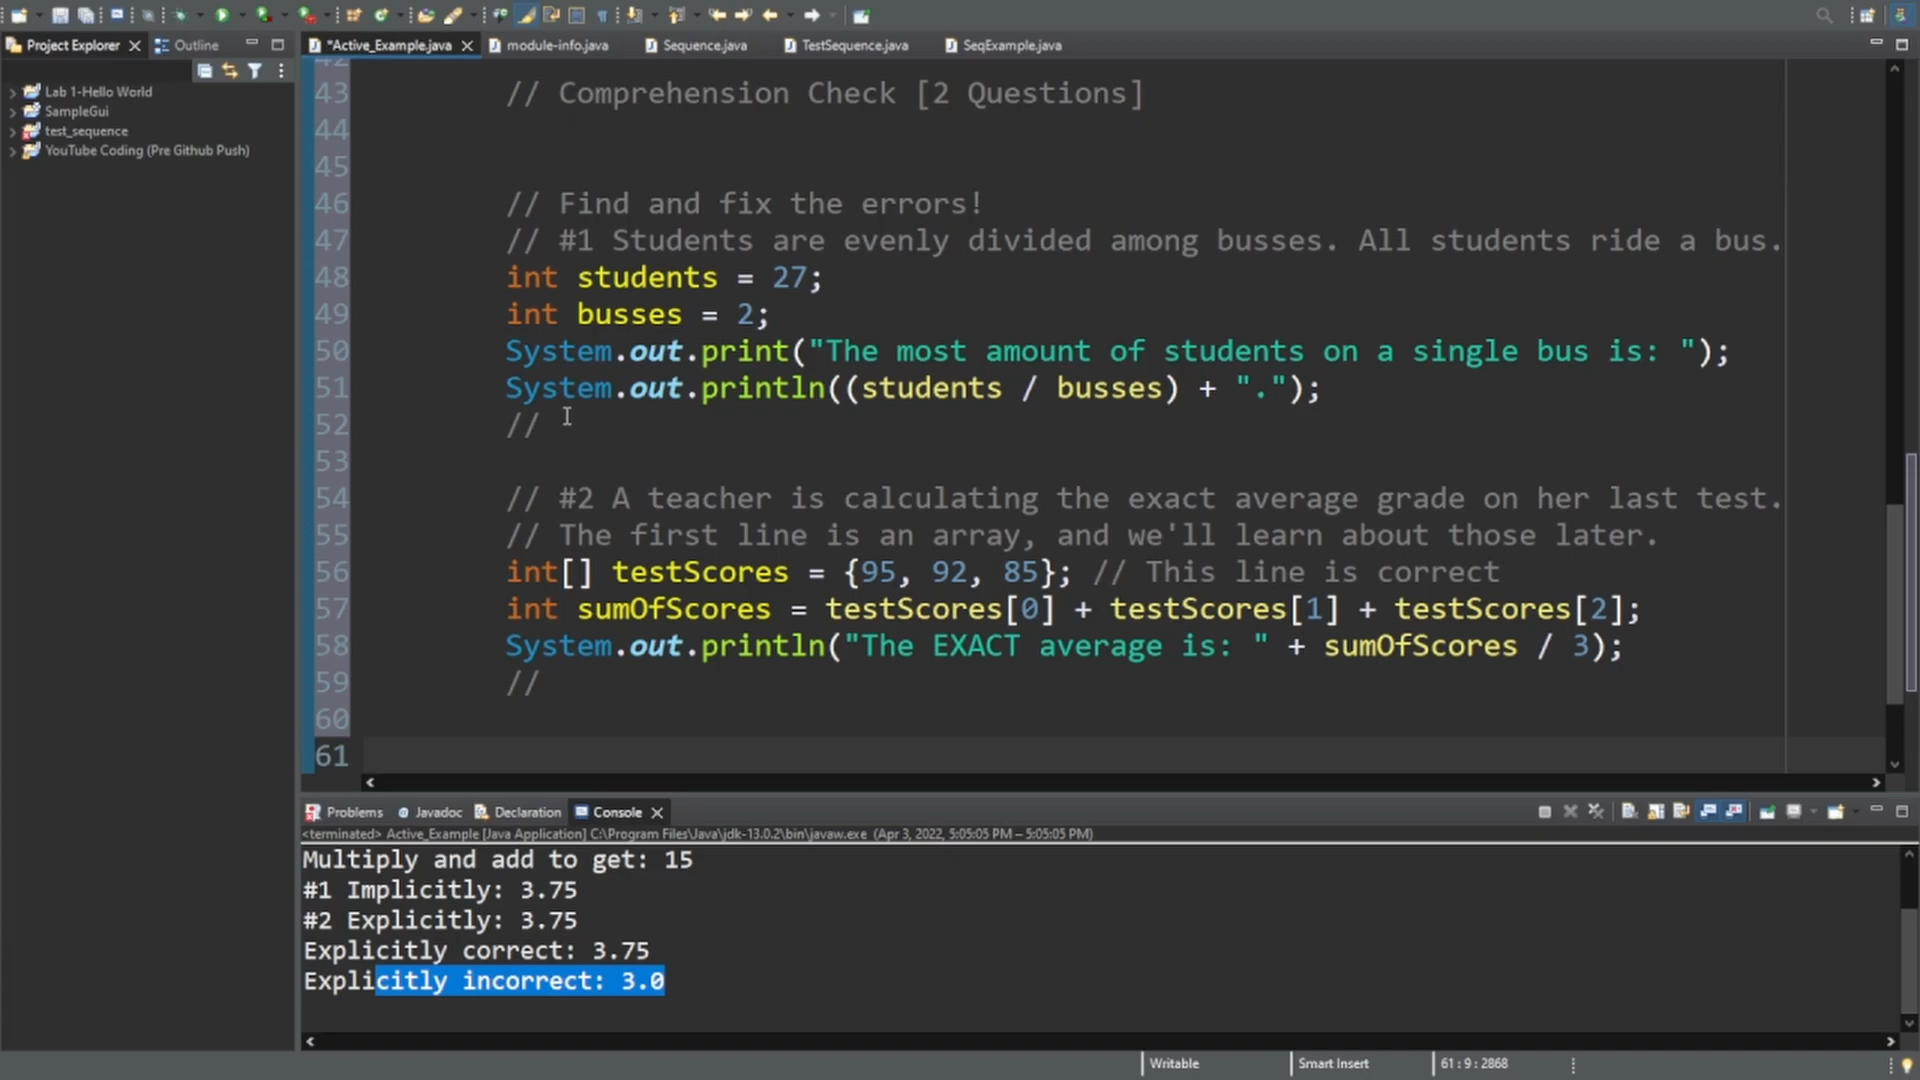 Project Explorer
Outline
*Active_Example.java
module-info.java
Sequence.java
TestSequence.java
SeqExample.java
Lab 1-Hello World
SampleGui
test_sequence
YouTube Coding (Pre Github Push)
42
43 // Comprehension Check [2 Questions]
44
45
46 // Find and fix the errors!
47 // #1 Students are evenly divided among busses. All students ride a bus.
48 int students = 27;
49 int busses = 2;
50 System.out.print("The most amount of students on a single bus is: ");
51 System.out.println((students / busses) + ".");
52 //
53
54 // #2 A teacher is calculating the exact average grade on her last test.
55 // The first line is an array, and we'll learn about those later.
56 int[] testScores = {95, 92, 85}; // This line is correct
57 int sumOfScores = testScores[0] + testScores[1] + testScores[2];
58 System.out.println("The EXACT average is: " + sumOfScores / 3);
59 //
60
61
Problems
Javadoc
Declaration
Console
<terminated> Active_Example [Java Application] C:\Program Files\Java\jdk-13.0.2\bin\javaw.exe (Apr 3, 2022, 5:05:05 PM – 5:05:05 PM)
Multiply and add to get: 15
#1 Implicitly: 3.75
#2 Explicitly: 3.75
Explicitly correct: 3.75
Explicitly incorrect: 3.0
Writable
Smart Insert
61 : 9 : 2868